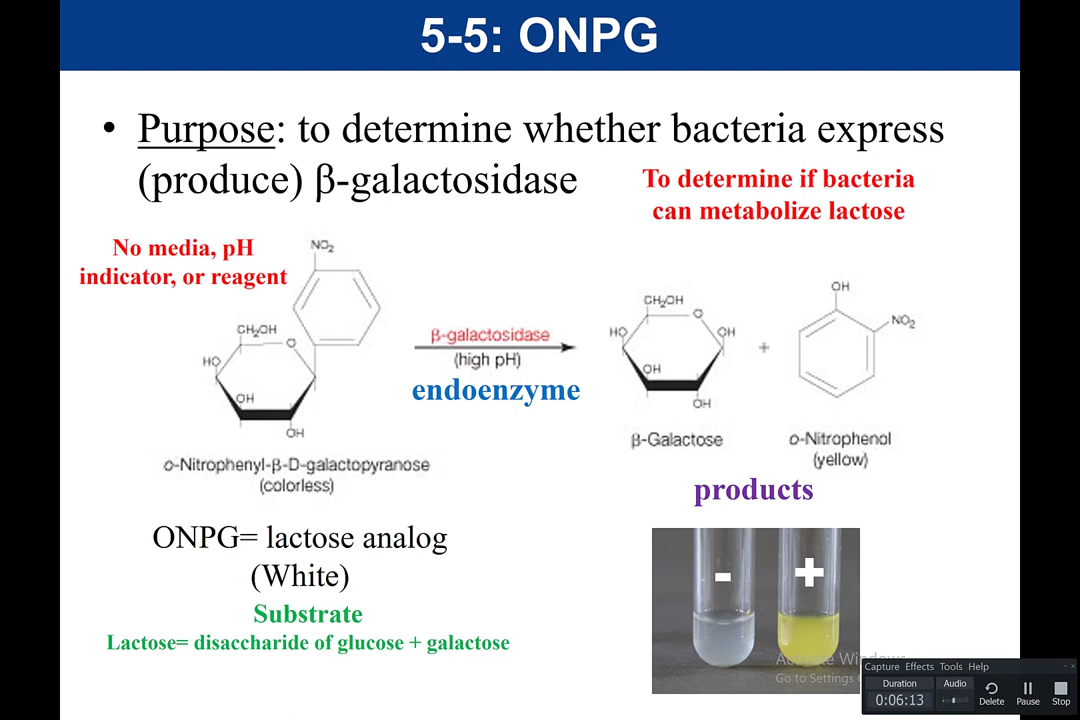 5-5: ONPG
• Purpose: to determine whether bacteria express
(produce) β-galactosidase
To determine if bacteria
can metabolize lactose
No media, pH
indicator, or reagent
NO2
CH2OH
O
HO
OH
OH
β-galactosidase
(high pH)
endoenzyme
CH2OH
O
HO
OH
OH
OH
+
OH
NO2
o-Nitrophenyl-β-D-galactopyranose
(colorless)
β-Galactose
o-Nitrophenol
(yellow)
products
ONPG= lactose analog
(White)
Substrate
Lactose= disaccharide of glucose + galactose
- +
Capture Effects Tools Help
Duration
Audio
0:06:13
Delete
Pause
Stop